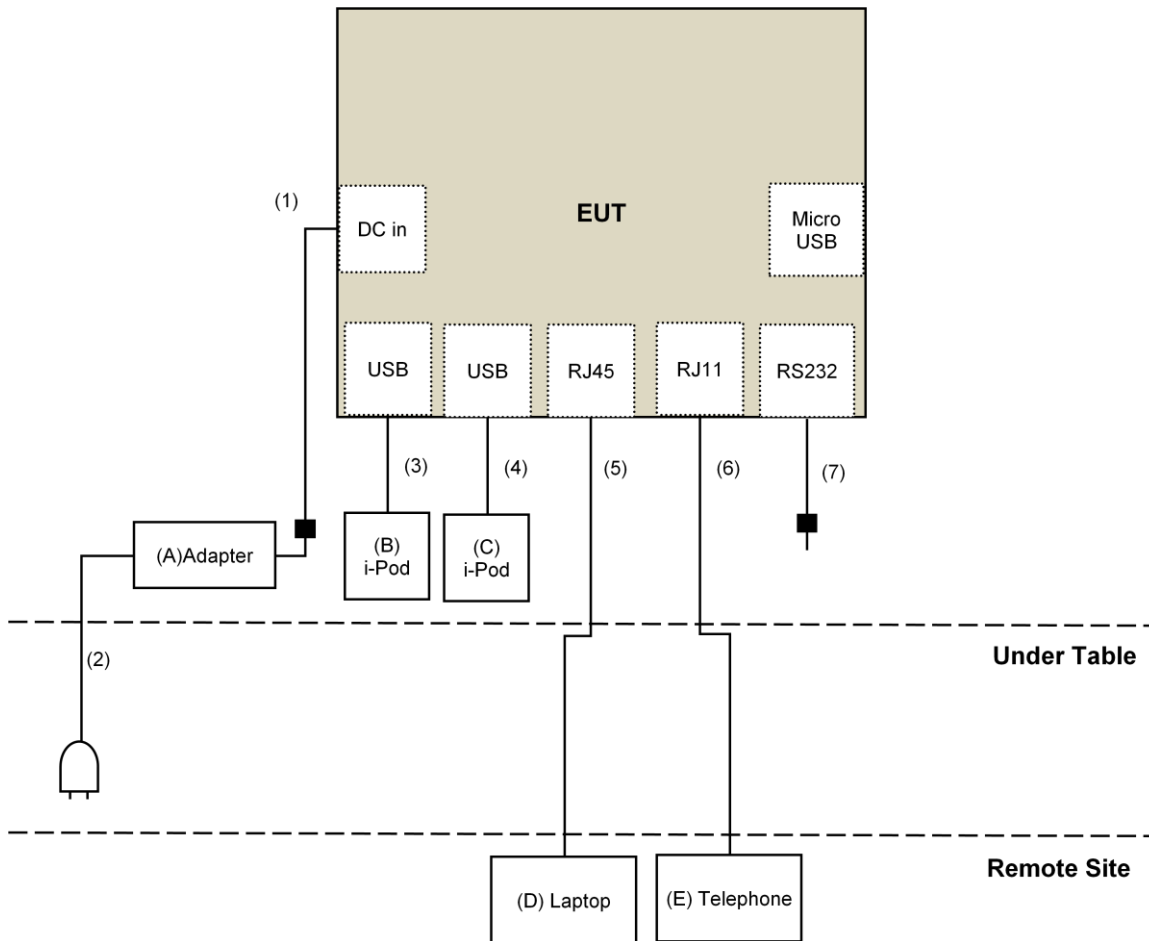 (1)
DC in
EUT
Micro
USB
USB
USB
RJ45
RJ11
RS232
(3)
(4)
(5)
(6)
(7)
(A)Adapter
(B)
i-Pod
(C)
i-Pod
(2)
Under Table
Remote Site
(D) Laptop
(E) Telephone